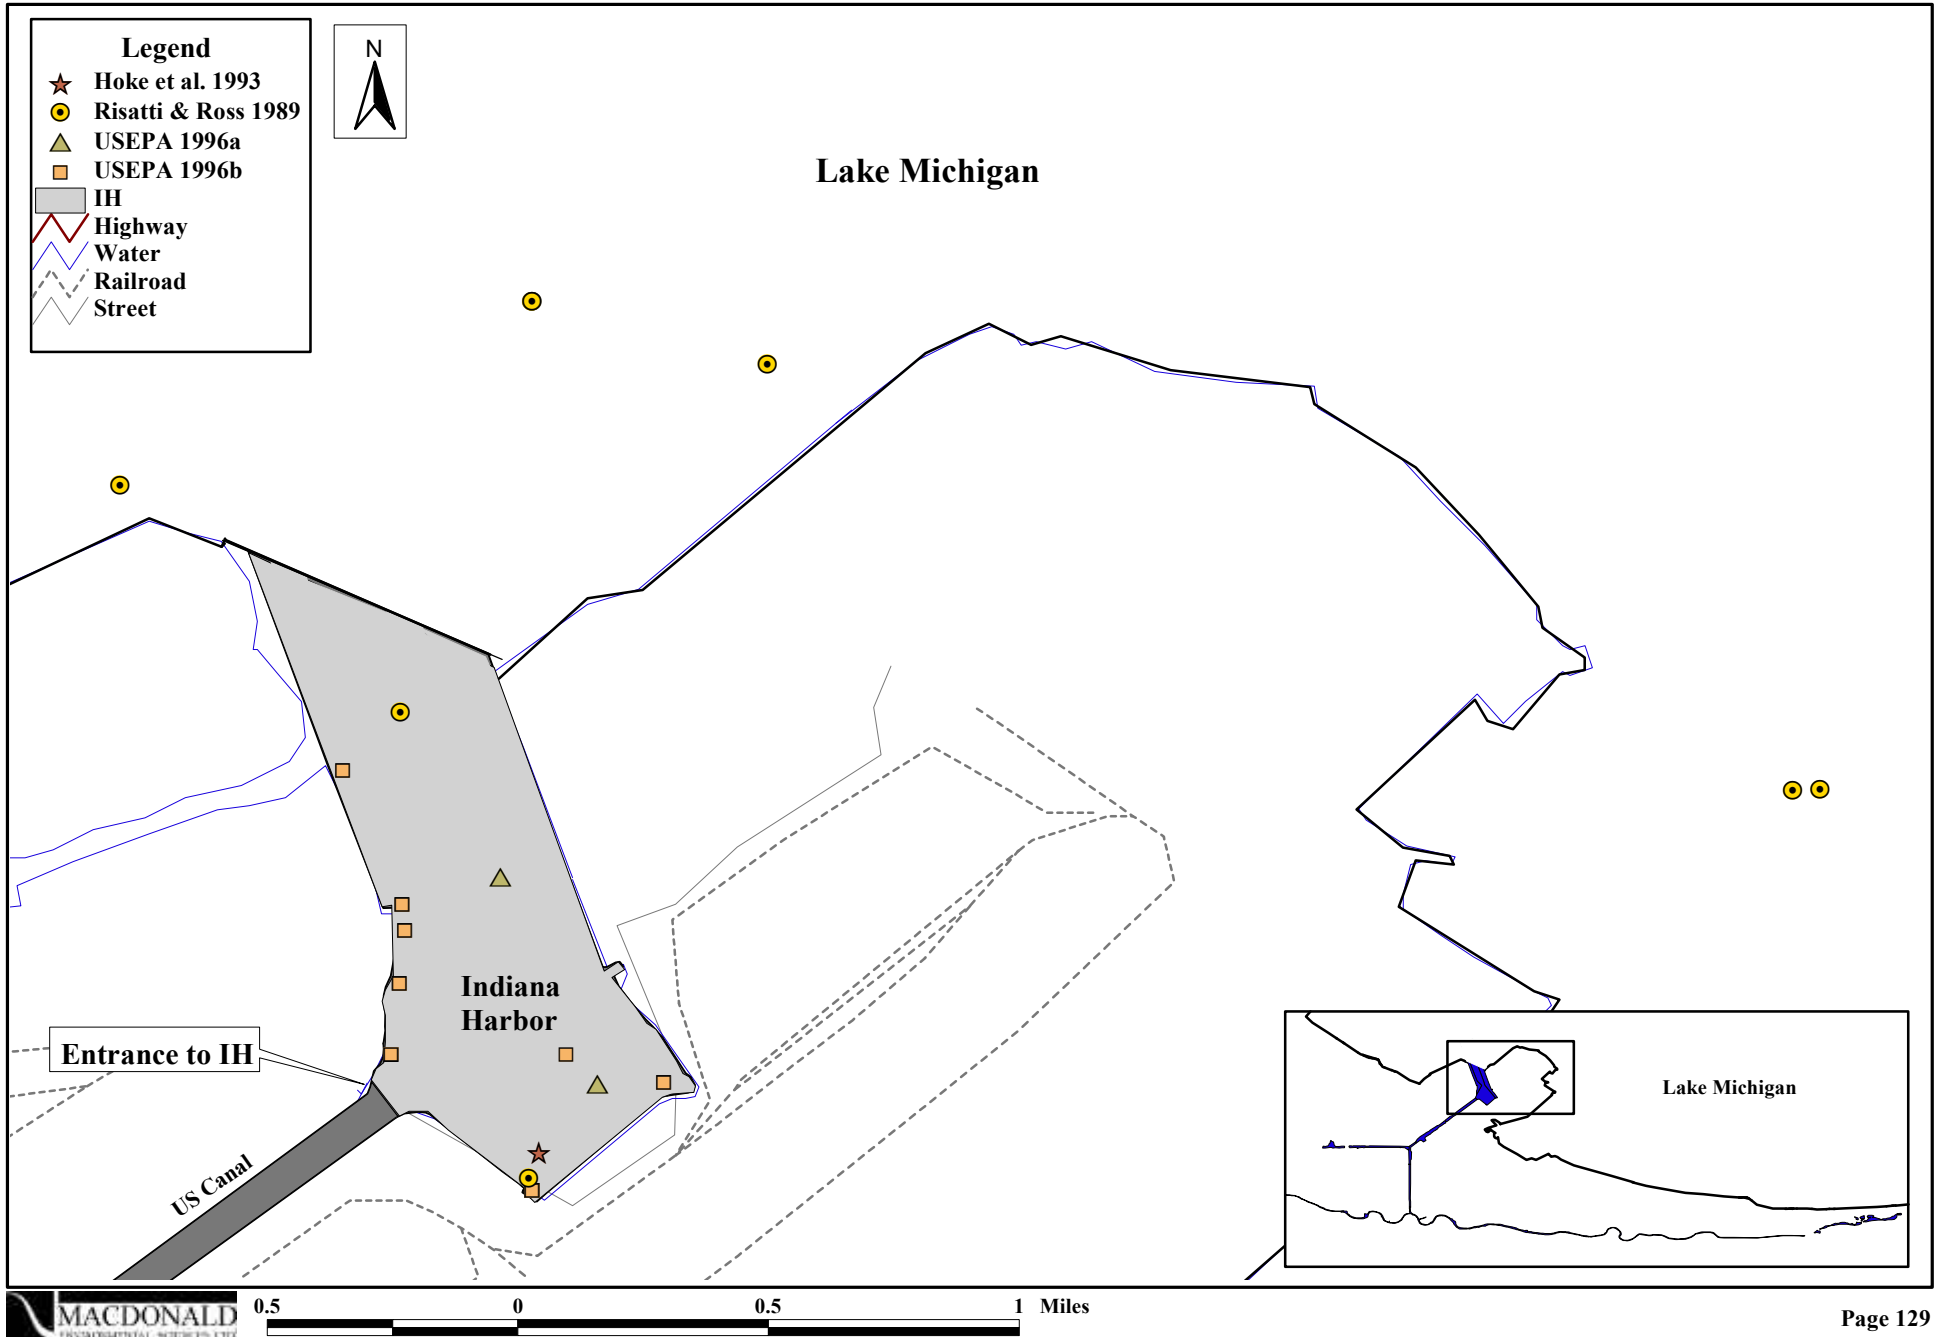 Legend
Hoke et al. 1993
Risatti & Ross 1989
USEPA 1996a
USEPA 1996b
IH
Highway
Water
Railroad
Street
N
Lake Michigan
Indiana
Harbor
Entrance to IH
US Canal
Lake Michigan
MACDONALD
0.5 0 0.5 1 Miles
Page 129